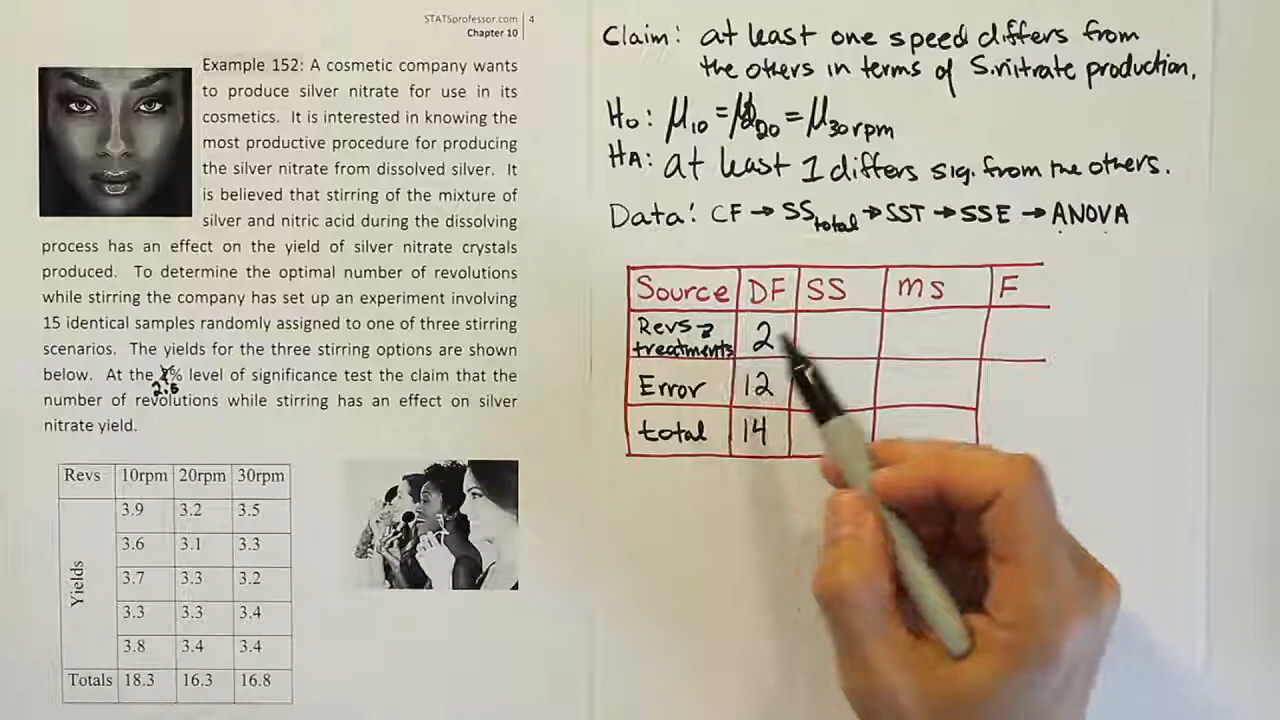 STATSprofessor.com 4
Chapter 10
Example 152: A cosmetic company wants
to produce silver nitrate for use in its
cosmetics. It is interested in knowing the
most productive procedure for producing
the silver nitrate from dissolved silver. It
is believed that stirring of the mixture of
silver and nitric acid during the dissolving
process has an effect on the yield of silver nitrate crystals
produced. To determine the optimal number of revolutions
while stirring the company has set up an experiment involving
15 identical samples randomly assigned to one of three stirring
scenarios. The yields for the three stirring options are shown
below. At the % level of significance test the claim that the
2.5
number of revolutions while stirring has an effect on silver
nitrate yield.
Revs 10rpm 20rpm 30rpm
Yields
3.9 3.2 3.5
3.6 3.1 3.3
3.7 3.3 3.2
3.3 3.3 3.4
3.8 3.4 3.4
Totals 18.3 16.3 16.8
Claim: at least one speed differs from
the others in terms of S.nitrate production.
H₀: μ₁₀ = μ₂₀ = μ₃₀rpm
HA: at least 1 differs sig. from the others.
Data: CF → SStotal → SST → SSE → ANOVA
Source DF SS MS F
Revs → 2
treatments
Error 12
total 14